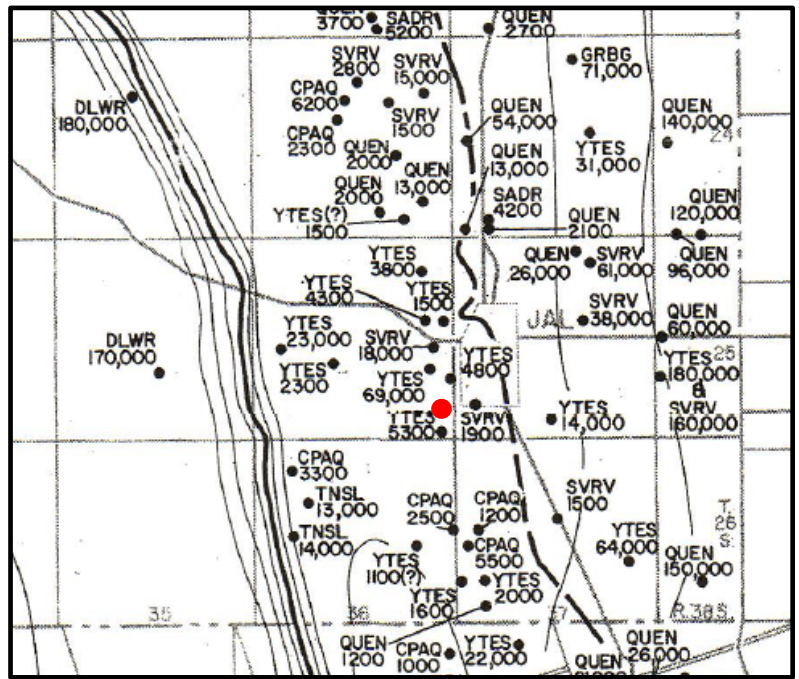 QUEN
3700
SADR
5200
QUEN
2700
SVRV
2800
SVRV
15,000
GRBG
71,000
CPAQ
6200
DLWR
180,000
SVRV
1500
CPAQ
2300
QUEN
54,000
QUEN
140,000
24
YTES
31,000
QUEN
2000
QUEN
13,000
QUEN
13,000
QUEN
2000
SADR
4200
QUEN
120,000
YTES(?)
1500
QUEN
2100
YTES
3800
QUEN
26,000
SVRV
61,000
QUEN
96,000
YTES
4300
YTES
1500
SVRV
38,000
QUEN
60,000
JAL
YTES
23,000
DLWR
170,000
SVRV
18,000
YTES
4800
25
YTES
2300
YTES
180,000
&
SVRV
160,000
YTES
69,000
YTES
5300
SVRV
1900
YTES
14,000
CPAQ
3300
TNSL
13,000
CPAQ
2500
CPAQ
1200
SVRV
1500
T.
26
S.
TNSL
14,000
YTES
1100(?)
CPAQ
5500
YTES
64,000
QUEN
150,000
YTES
2000
YTES
1600
35
36
37
R.38S.
QUEN
1200
CPAQ
1000
YTES
22,000
QUEN
26,000
QUEN